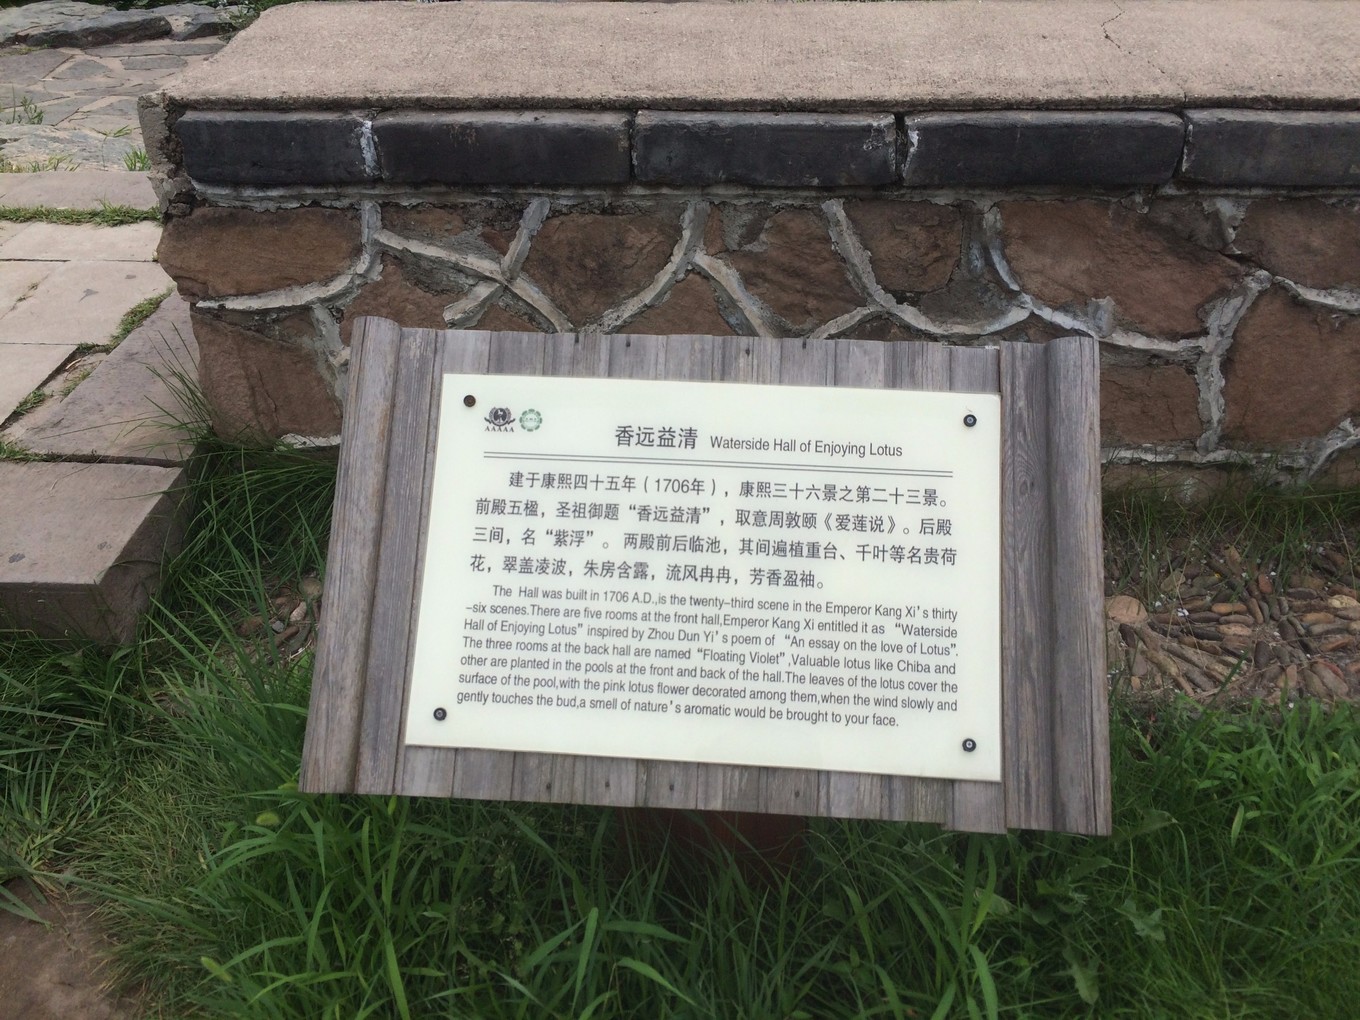 AAAAA
香远益清 Waterside Hall of Enjoying Lotus
建于康熙四十五年（1706年），康熙三十六景之第二十三景。
前殿五楹，圣祖御题“香远益清”，取意周敦颐《爱莲说》。后殿
三间，名“紫浮”。两殿前后临池，其间遍植重台、千叶等名贵荷
花，翠盖凌波，朱房含露，流风冉冉，芳香盈袖。
The Hall was built in 1706 A.D.,is the twenty-third scene in the Emperor Kang Xi's thirty
-six scenes.There are five rooms at the front hall,Emperor Kang Xi entitled it as “Waterside
Hall of Enjoying Lotus” inspired by Zhou Dun Yi's poem of “An essay on the love of Lotus”.
The three rooms at the back hall are named “Floating Violet”,Valuable lotus like Chiba and
other are planted in the pools at the front and back of the hall.The leaves of the lotus cover the
surface of the pool,with the pink lotus flower decorated among them,when the wind slowly and
gently touches the bud,a smell of nature's aromatic would be brought to your face.